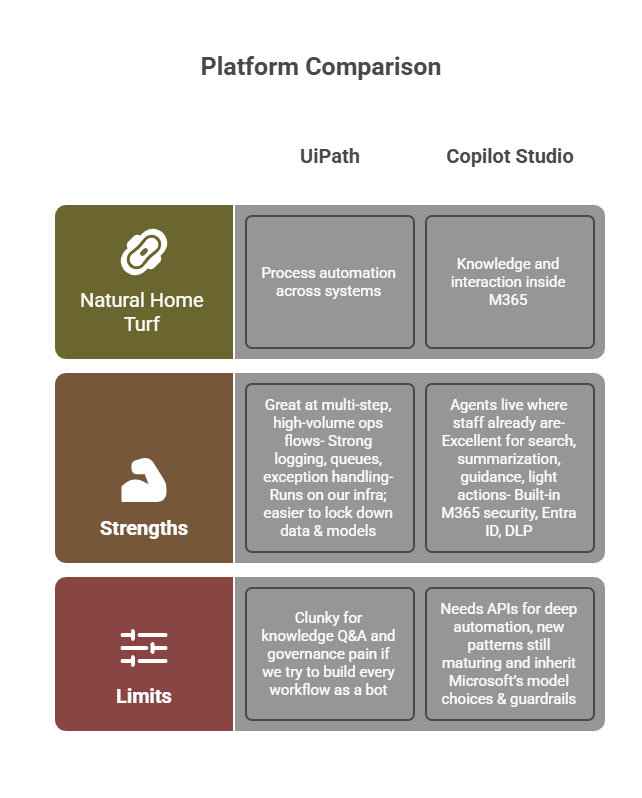 Platform Comparison
UiPath
Copilot Studio
Natural Home
Turf
Process automation
across systems
Knowledge and
interaction inside
M365
Strengths
Great at multi-step,
high-volume ops
flows- Strong
logging, queues,
exception handling-
Runs on our infra;
easier to lock down
data & models
Agents live where
staff already are-
Excellent for search,
summarization,
guidance, light
actions- Built-in
M365 security, Entra
ID, DLP
Limits
Clunky for
knowledge Q&A and
governance pain if
we try to build every
workflow as a bot
Needs APIs for deep
automation, new
patterns still
maturing and inherit
Microsoft's model
choices & guardrails